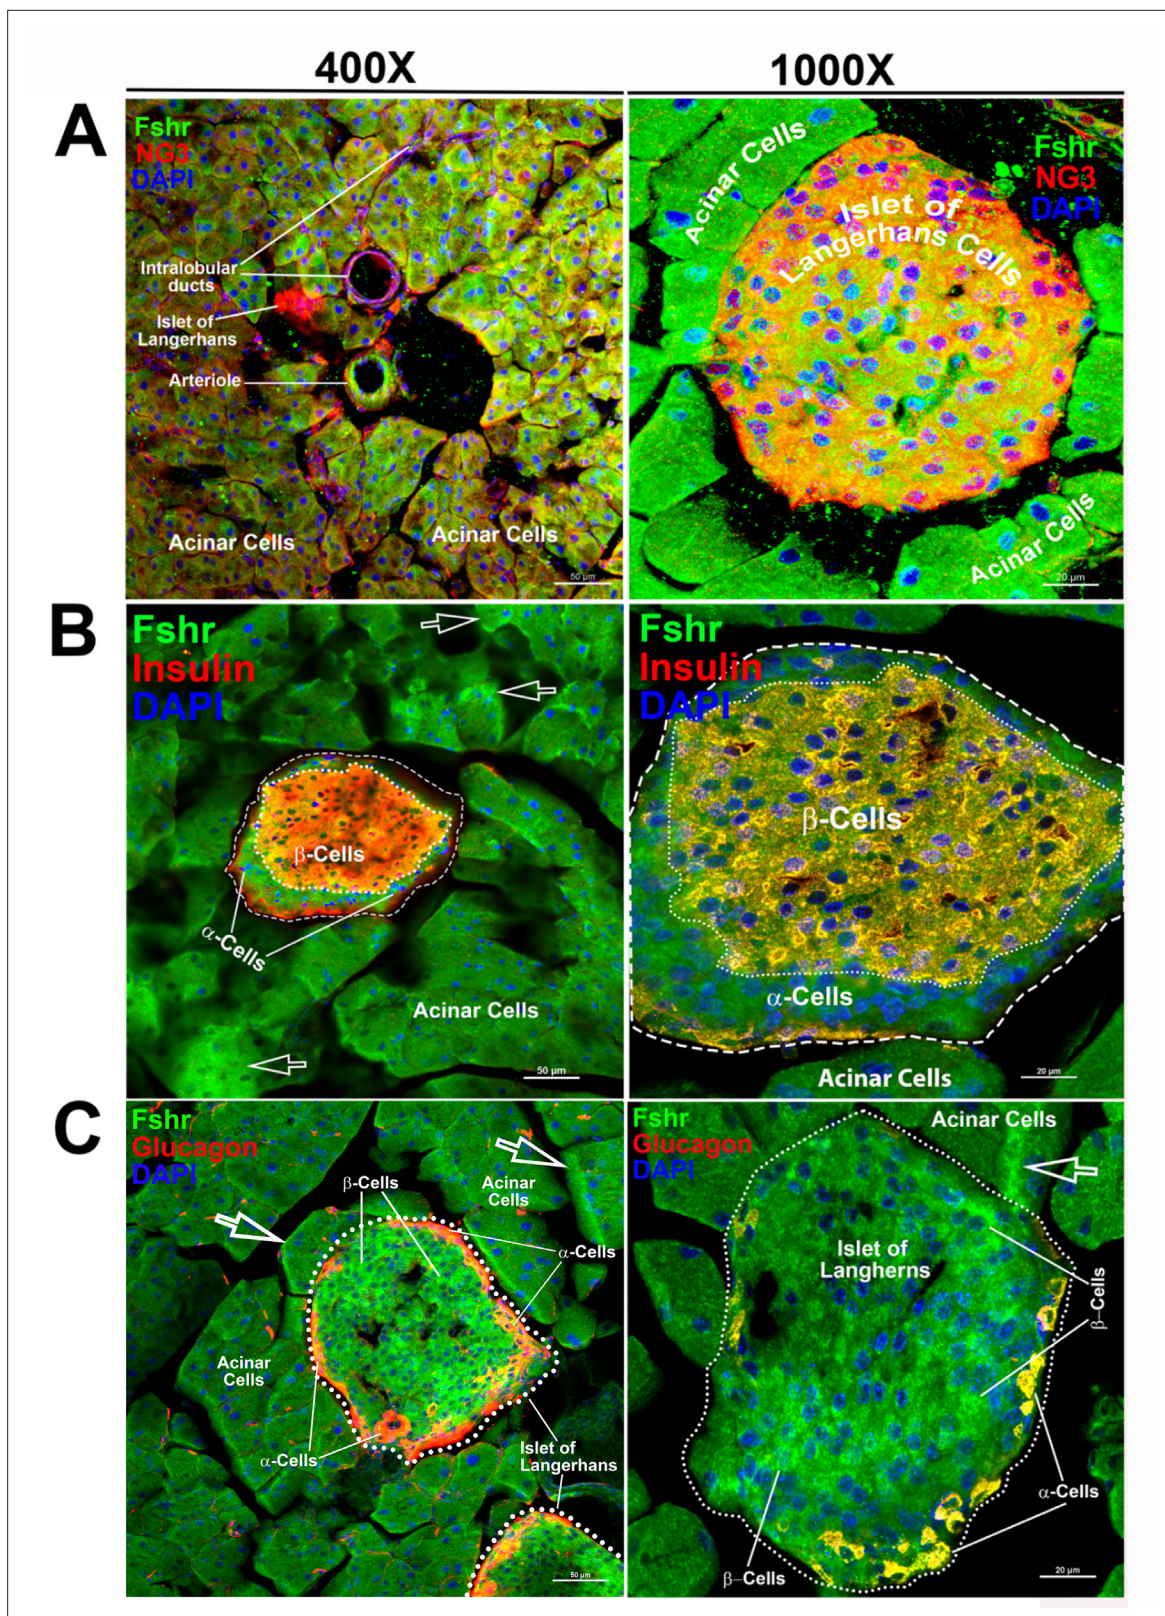 400X
1000X
A
Fshr
NG3
DAPI
Intralobular
ducts
Islet of
Langerhans
Arteriole
Acinar Cells
Acinar Cells
50 µm
Acinar Cells
Fshr
NG3
DAPI
Islet of
Langerhans Cells
Acinar Cells
20 µm
B
Fshr
Insulin
DAPI
β-Cells
α-Cells
Acinar Cells
50 µm
Fshr
Insulin
DAPI
β-Cells
α-Cells
Acinar Cells
20 µm
C
Fshr
Glucagon
DAPI
β-Cells
Acinar
Cells
α-Cells
Acinar
Cells
α-Cells
Islet of
Langerhans
50 µm
Fshr
Glucagon
DAPI
Acinar Cells
Islet of
Langherns
β-Cells
α-Cells
β-Cells
20 µm